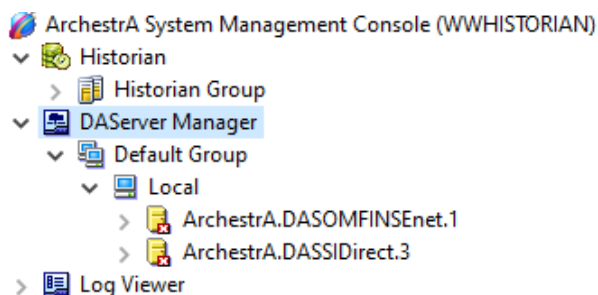 ArchestrA System Management Console (WWHISTORIAN)
Historian
Historian Group
DAServer Manager
Default Group
Local
ArchestrA.DASOMFINSEnet.1
ArchestrA.DASSIDirect.3
Log Viewer